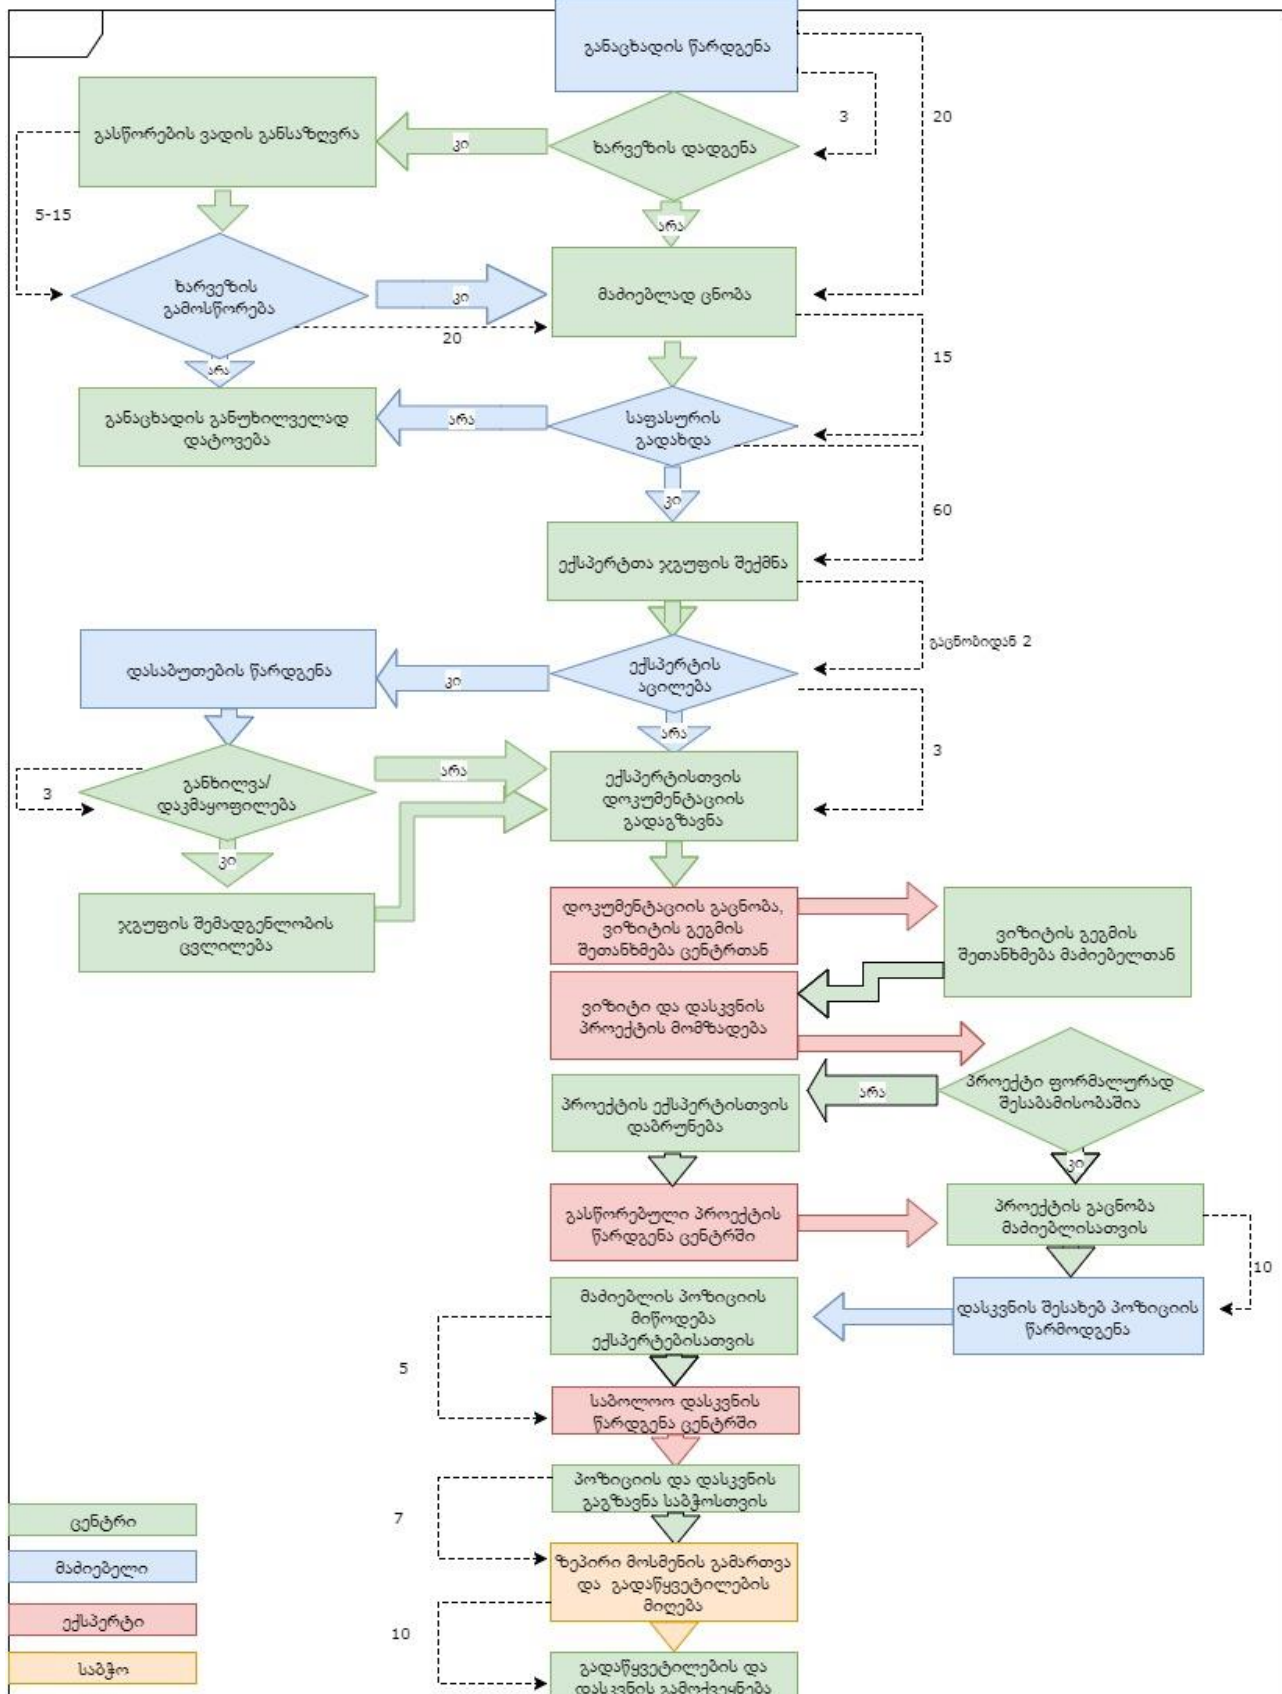 განაცხადის წარდგენა
3
20
გასწორების ვადის განსაზღვრა
კი
ხარვეზის დადგენა
5-15
არა
ხარვეზის
გამოსწორება
კი
მაძიებლად ცნობა
20
არა
15
განაცხადის განუხილველად
დატოვება
არა
საფასურის
გადახდა
კი
60
ექსპერტთა ჯგუფის შექმნა
გაცნობიდან 2
დასაბუთების წარდგენა
კი
ექსპერტის
აცილება
არა
3
განხილვა/
დაკმაყოფილება
3
არა
ექსპერტისთვის
დოკუმენტაციის
გადაგზავნა
კი
ჯგუფის შემადგენლობის
ცვლილება
დოკუმენტაციის გაცნობა,
ვიზიტის გეგმის
შეთანხმება ცენტრთან
ვიზიტის გეგმის
შეთანხმება მაძიებელთან
ვიზიტი და დასკვნის
პროექტის მომზადება
პროექტი ფორმალურად
შესაბამისობაშია
არა
პროექტის ექსპერტისთვის
დაბრუნება
კი
გასწორებული პროექტის
წარდგენა ცენტრში
პროექტის გაცნობა
მაძიებლისათვის
10
მაძიებლის პოზიციის
მიწოდება
ექსპერტებისათვის
დასკვნის შესახებ პოზიციის
წარმოდგენა
5
საბოლოო დასკვნის
წარდგენა ცენტრში
პოზიციის და დასკვნის
გაგზავნა საბჭოსთვის
7
ზეპირი მოსმენის გამართვა
და გადაწყვეტილების
მიღება
10
გადაწყვეტილების და
დასკვნის გამოქვეყნება
ცენტრი
მაძიებელი
ექსპერტი
საბჭო